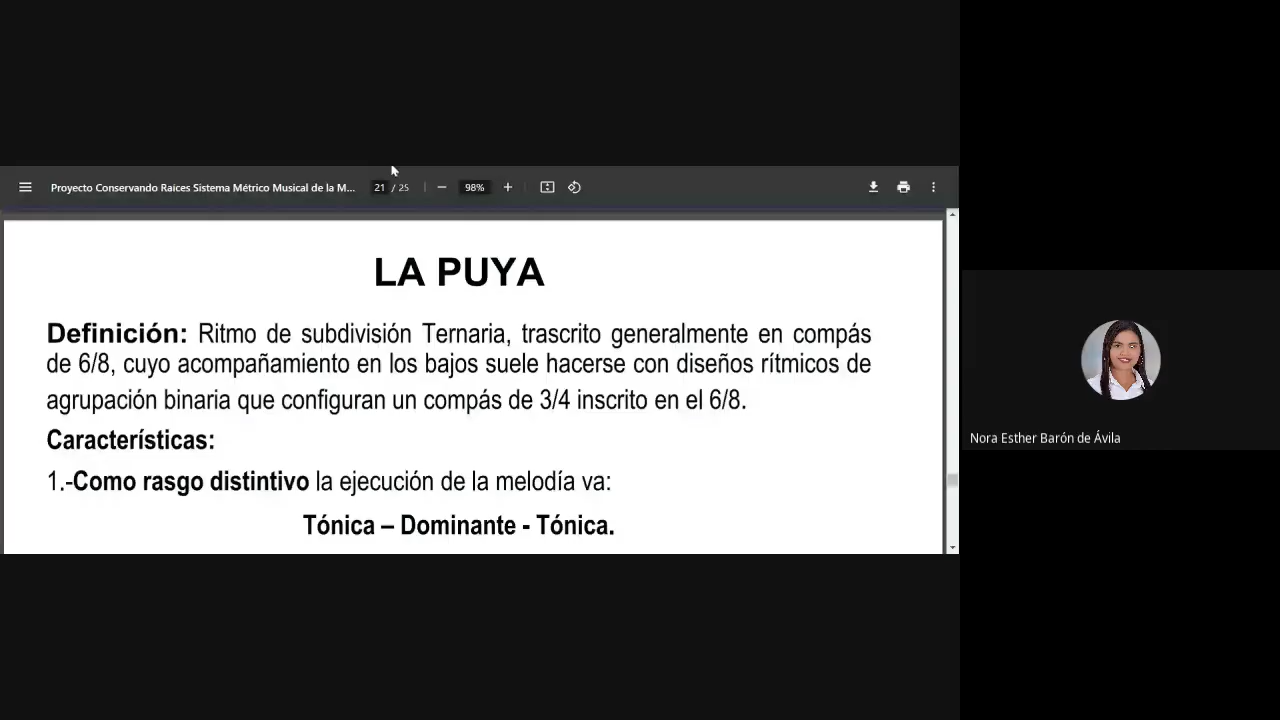 Proyecto Conservando Raíces Sistema Métrico Musical de la M... 21 / 25 98%
LA PUYA
Definición: Ritmo de subdivisión Ternaria, trascrito generalmente en compás
de 6/8, cuyo acompañamiento en los bajos suele hacerse con diseños rítmicos de
agrupación binaria que configuran un compás de 3/4 inscrito en el 6/8.
Características:
1.-Como rasgo distintivo la ejecución de la melodía va:
Tónica – Dominante - Tónica.
Nora Esther Barón de Ávila